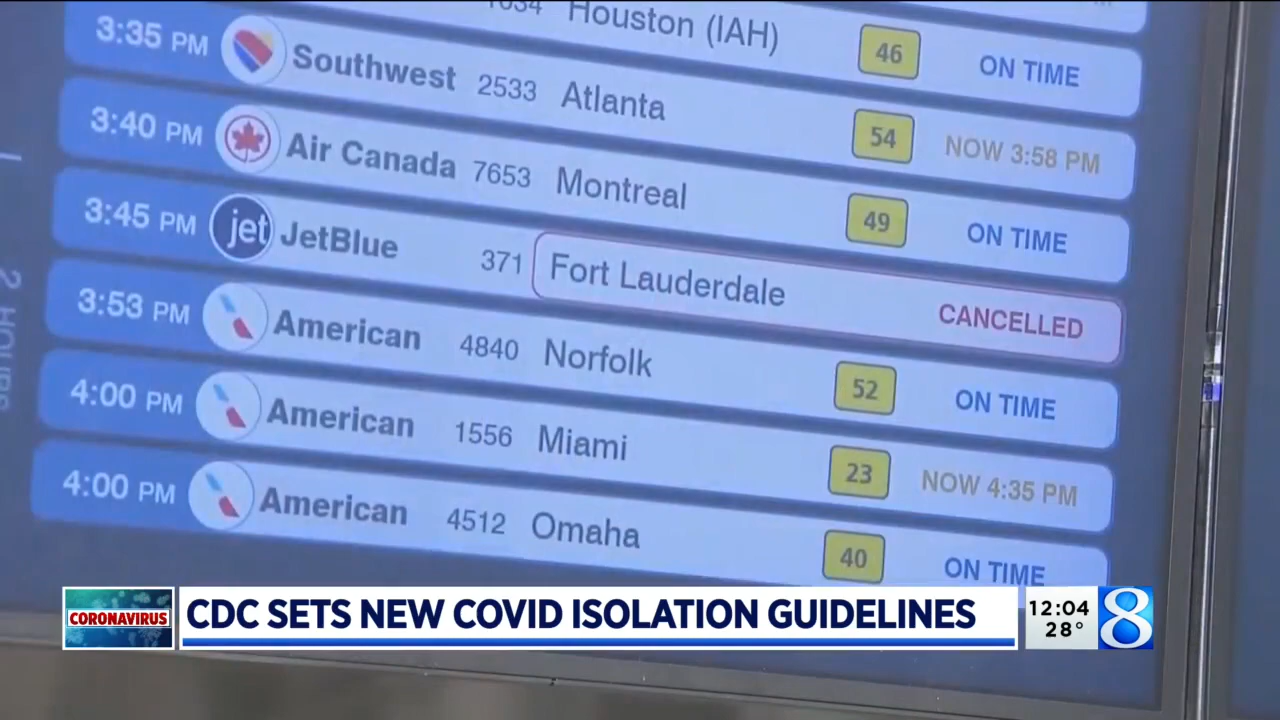 Houston (IAH) 46 ON TIME
3:35 PM Southwest 2533 Atlanta 54 NOW 3:58 PM
3:40 PM Air Canada 7653 Montreal 49 ON TIME
3:45 PM jet JetBlue 371 Fort Lauderdale CANCELLED
3:53 PM American 4840 Norfolk 52 ON TIME
4:00 PM American 1556 Miami 23 NOW 4:35 PM
4:00 PM American 4512 Omaha 40 ON TIME
CORONAVIRUS CDC SETS NEW COVID ISOLATION GUIDELINES
12:04 8
28°